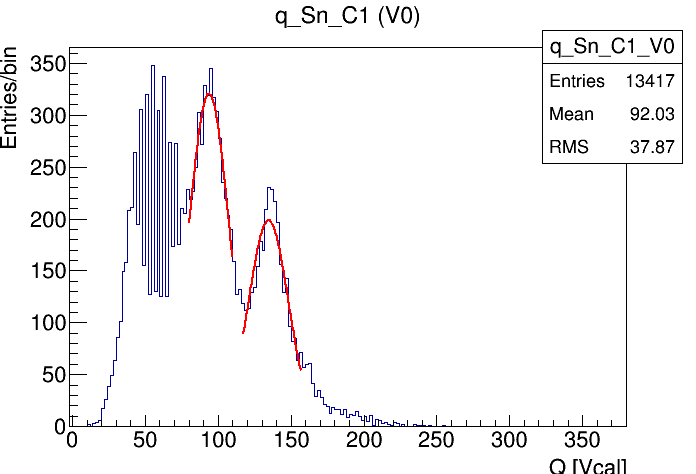 q_Sn_C1 (V0)
q_Sn_C1_V0
Entries 13417
Mean 92.03
RMS 37.87
Entries/bin
350
300
250
200
150
100
50
0
0 50 100 150 200 250 300 350
Q [Vcal]